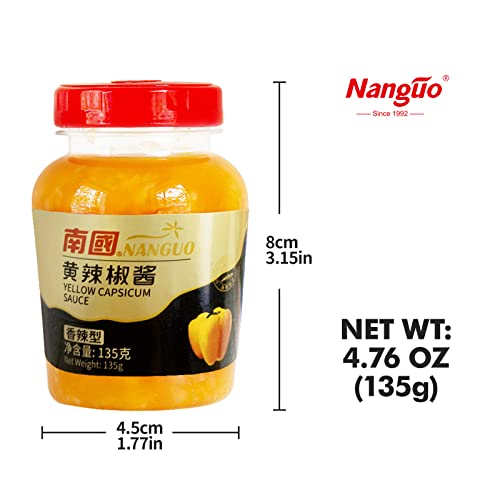 Nanguo®
Since 1992
南國®NANGUO
黄辣椒酱
YELLOW CAPSICUM
SAUCE
香辣型
净含量: 135克
Net Weight: 135g
8cm
3.15in
NET WT:
4.76 OZ
(135g)
4.5cm
1.77in